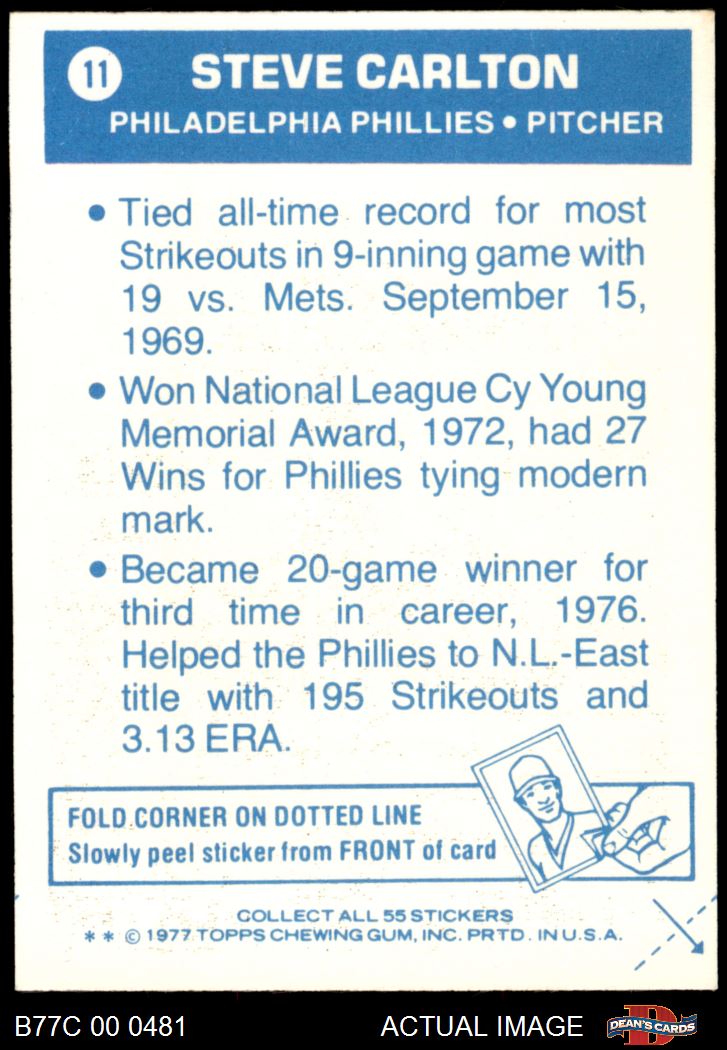 11
STEVE CARLTON
PHILADELPHIA PHILLIES • PITCHER
• Tied all-time record for most
Strikeouts in 9-inning game with
19 vs. Mets. September 15,
1969.
• Won National League Cy Young
Memorial Award, 1972, had 27
Wins for Phillies tying modern
mark.
• Became 20-game winner for
third time in career, 1976.
Helped the Phillies to N.L.-East
title with 195 Strikeouts and
3.13 ERA.
FOLD CORNER ON DOTTED LINE
Slowly peel sticker from FRONT of card
COLLECT ALL 55 STICKERS
* * © 1977 TOPPS CHEWING GUM, INC. PRTD. IN U.S.A.
B77C 00 0481 ACTUAL IMAGE
D
DEAN'S CARDS